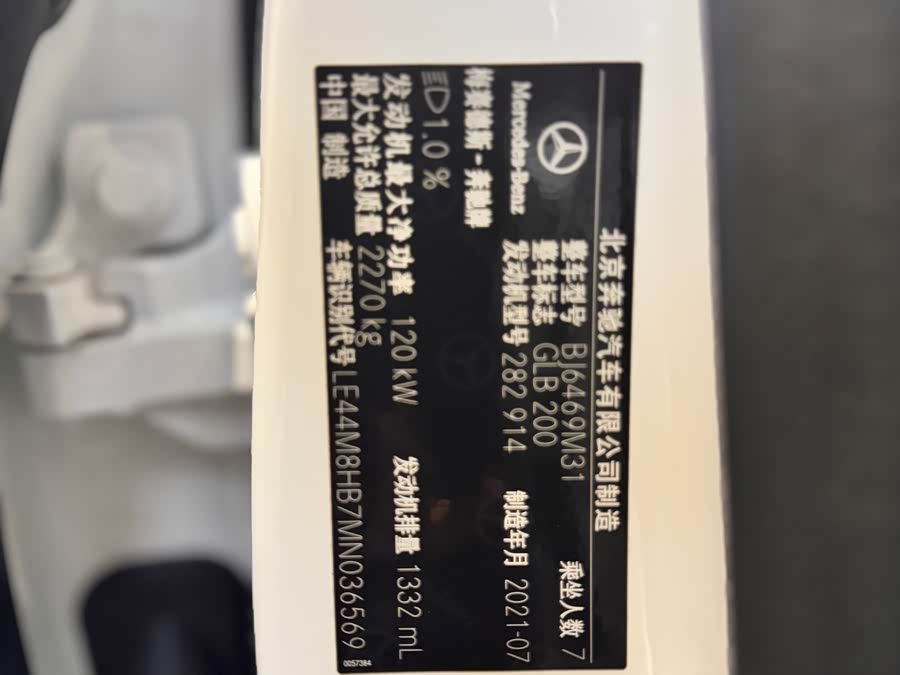 北京奔驰汽车有限公司制造
Mercedes-Benz
梅赛德斯-奔驰牌
整车型号 BJ6469M31 乘坐人数 7
整车标志 GLB 200
发动机型号 282 914 制造年月 2021-07
1.0 %
发动机最大净功率 120 kW 发动机排量 1332 mL
最大允许总质量 2270 kg
中国 制造 车辆识别代号 LE44M8HB7MN036569
0057384